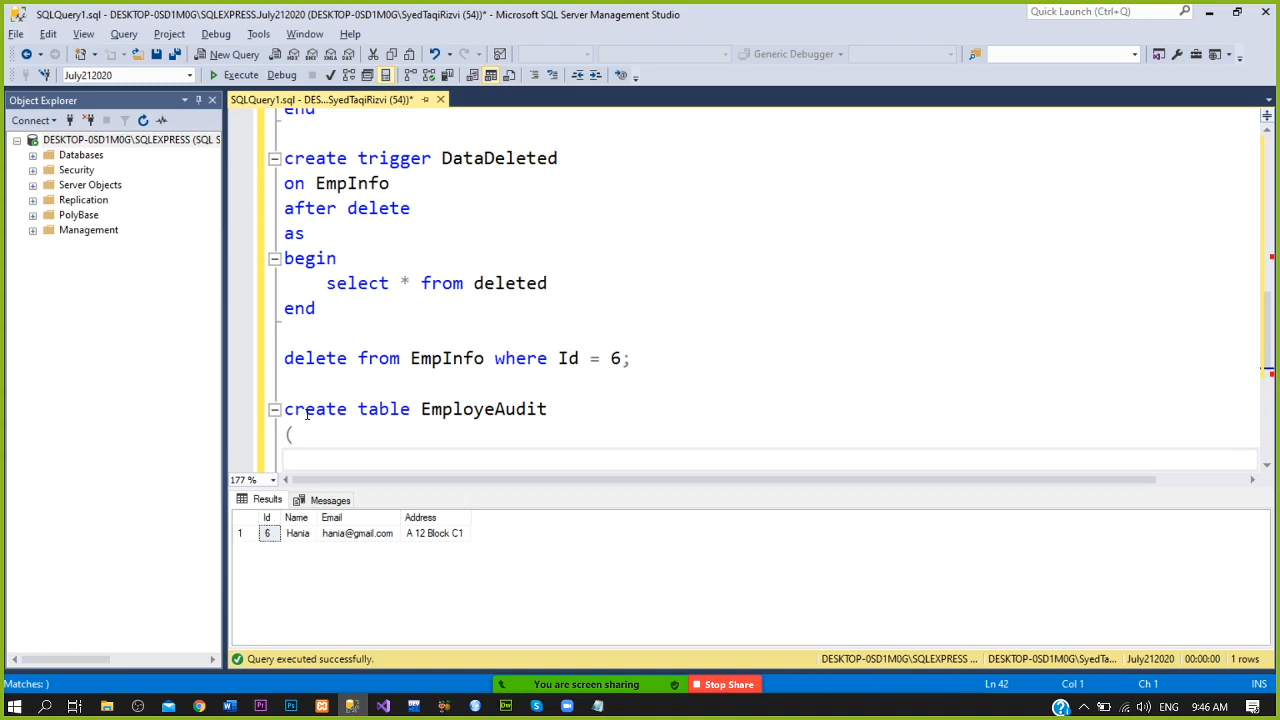 SQLQuery1.sql - DESKTOP-0SD1M0G\SQLEXPRESS.July212020 (DESKTOP-0SD1M0G\SyedTaqiRizvi (54))* - Microsoft SQL Server Management Studio
Quick Launch (Ctrl+Q)
File Edit View Query Project Debug Tools Window Help
New Query
Generic Debugger
July212020
Execute Debug
Object Explorer
SQLQuery1.sql - DES...SyedTaqiRizvi (54))*
Connect
DESKTOP-0SD1M0G\SQLEXPRESS (SQL S
Databases
Security
Server Objects
Replication
PolyBase
Management
end
create trigger DataDeleted
on EmpInfo
after delete
as
begin
select * from deleted
end
delete from EmpInfo where Id = 6;
create table EmployeAudit
(
177 %
Results Messages
Id Name Email Address
1 6 Hania hania@gmail.com A 12 Block C1
Query executed successfully.
DESKTOP-0SD1M0G\SQLEXPRESS ... DESKTOP-0SD1M0G\SyedTa... July212020 00:00:00 1 rows
Matches: )
You are screen sharing Stop Share
Ln 42 Col 1 Ch 1 INS
ENG 9:46 AM